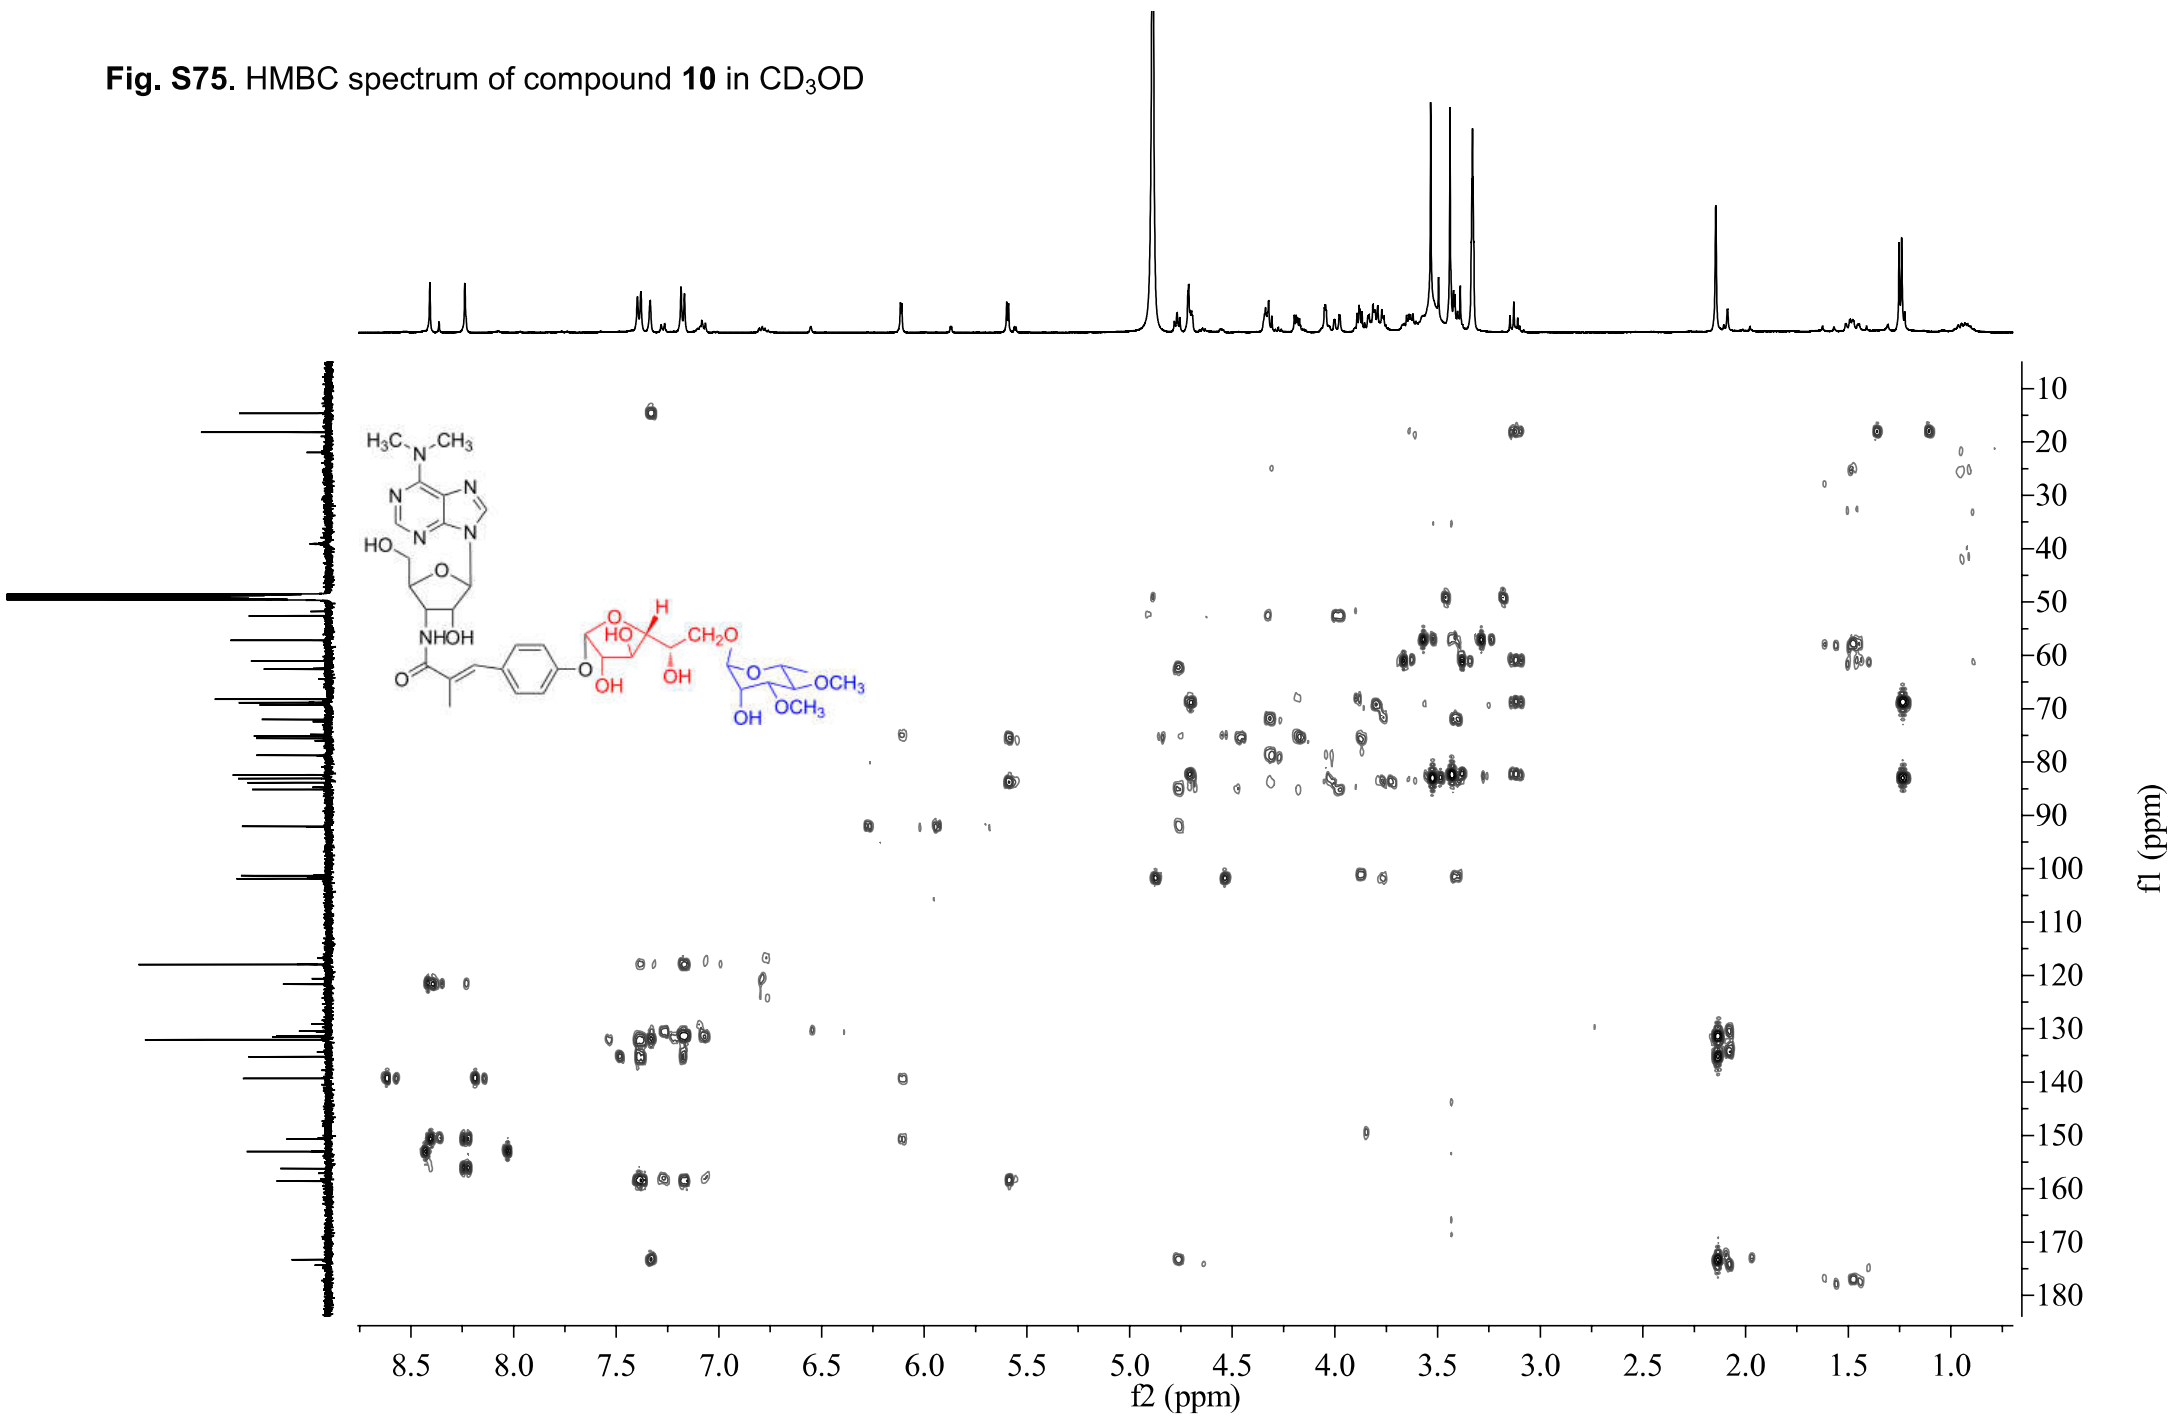 Fig. S75. HMBC spectrum of compound 10 in CD₃OD
H₃C CH₃
N
N N
N N
HO
O
NHOH
O
O
O H
HO
CH₂O
OH OH
O
OCH₃
OH OCH₃
10
20
30
40
50
60
70
80
90
100
110
120
130
140
150
160
170
180
f1 (ppm)
8.5 8.0 7.5 7.0 6.5 6.0 5.5 5.0 4.5 4.0 3.5 3.0 2.5 2.0 1.5 1.0
f2 (ppm)